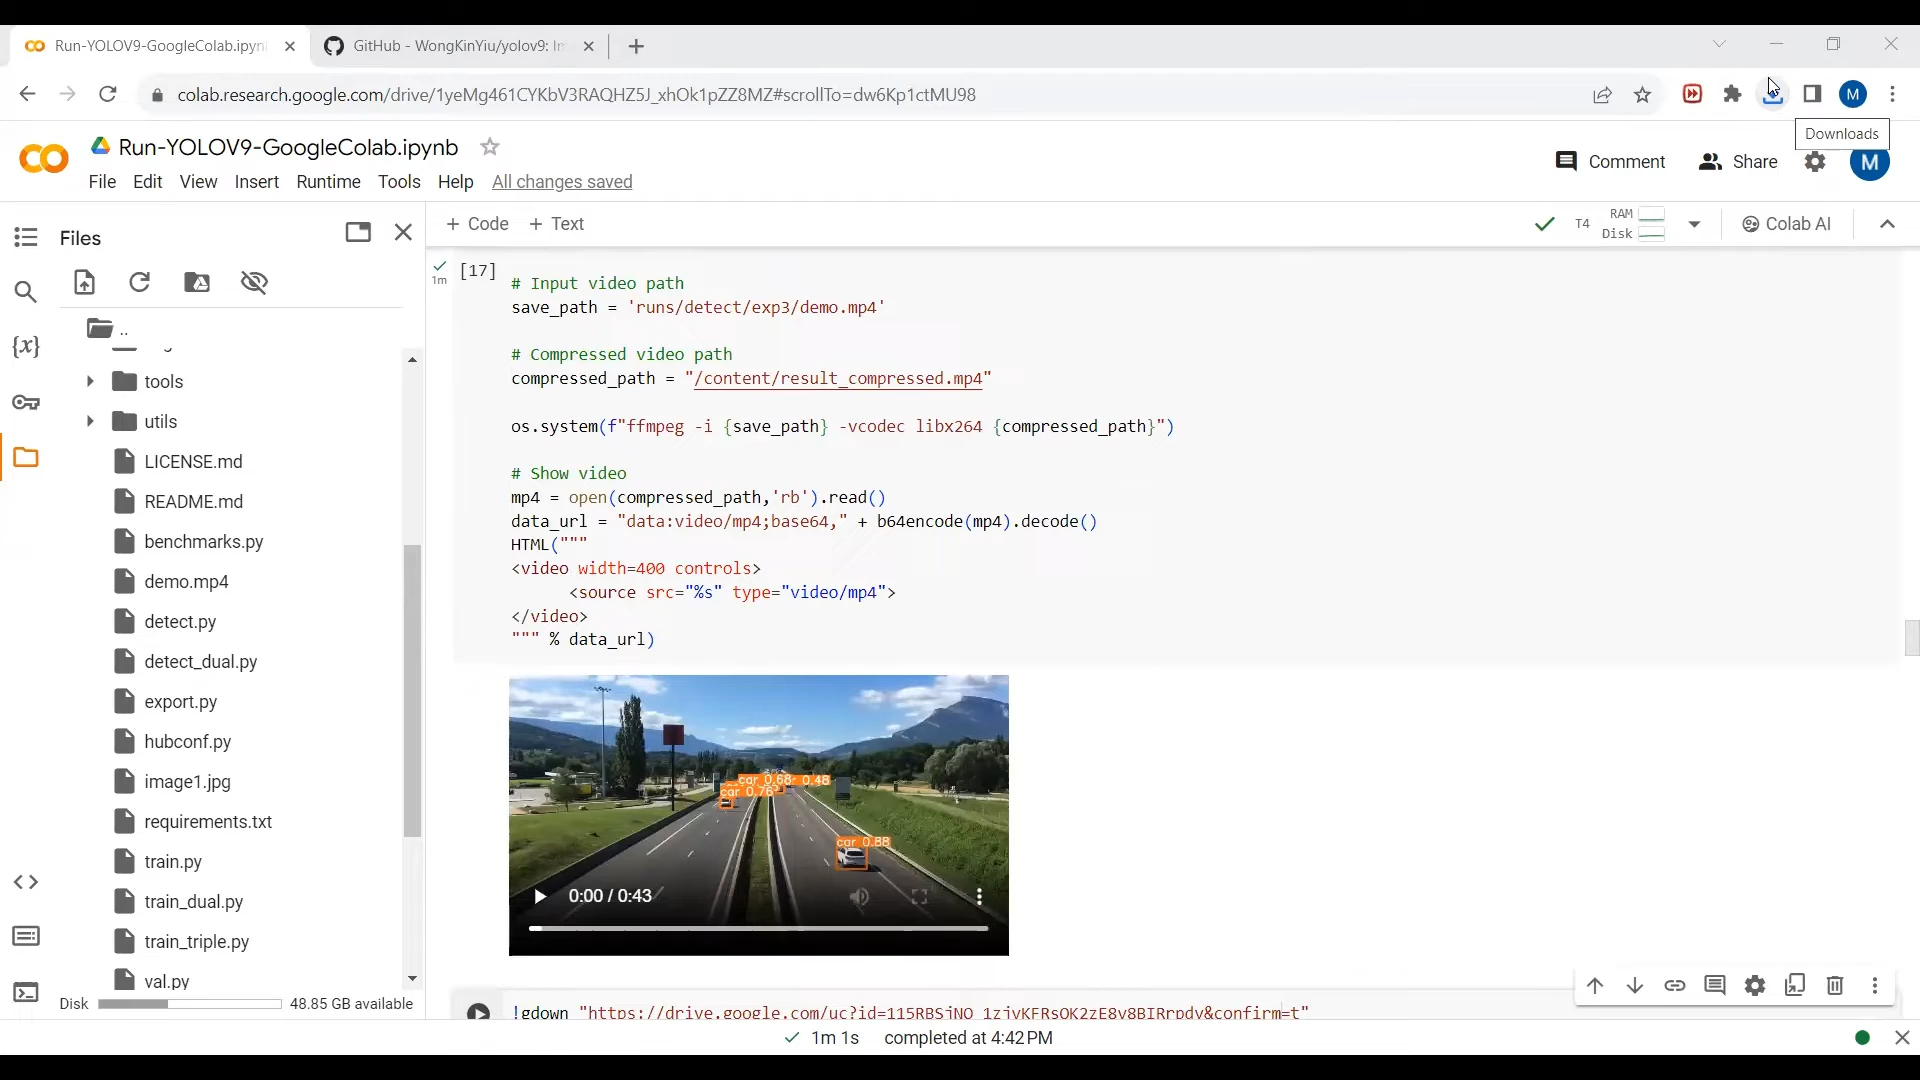 Run-YOLOV9-GoogleColab.ipyn
GitHub - WongKinYiu/yolov9: Im
colab.research.google.com/drive/1yeMg461CYKbV3RAQHZ5J_xhOk1pZZ8MZ#scrollTo=dw6Kp1ctMU98
M
Downloads
Run-YOLOV9-GoogleColab.ipynb
Comment
Share
M
File Edit View Insert Runtime Tools Help All changes saved
Files
+ Code + Text
T4
RAM
Disk
Colab AI
..
tools
utils
LICENSE.md
README.md
benchmarks.py
demo.mp4
detect.py
detect_dual.py
export.py
hubconf.py
image1.jpg
requirements.txt
train.py
train_dual.py
train_triple.py
val.py
Disk 48.85 GB available
{x}
1m
[17]
# Input video path
save_path = 'runs/detect/exp3/demo.mp4'
# Compressed video path
compressed_path = "/content/result_compressed.mp4"
os.system(f"ffmpeg -i {save_path} -vcodec libx264 {compressed_path}")
# Show video
mp4 = open(compressed_path,'rb').read()
data_url = "data:video/mp4;base64," + b64encode(mp4).decode()
HTML("""
<video width=400 controls>
<source src="%s" type="video/mp4">
</video>
""" % data_url)
car 0.68
0.48
car 0.76
car 0.88
0:00 / 0:43
!gdown "https://drive.google.com/uc?id=
&confirm=t"
1m 1s completed at 4:42 PM